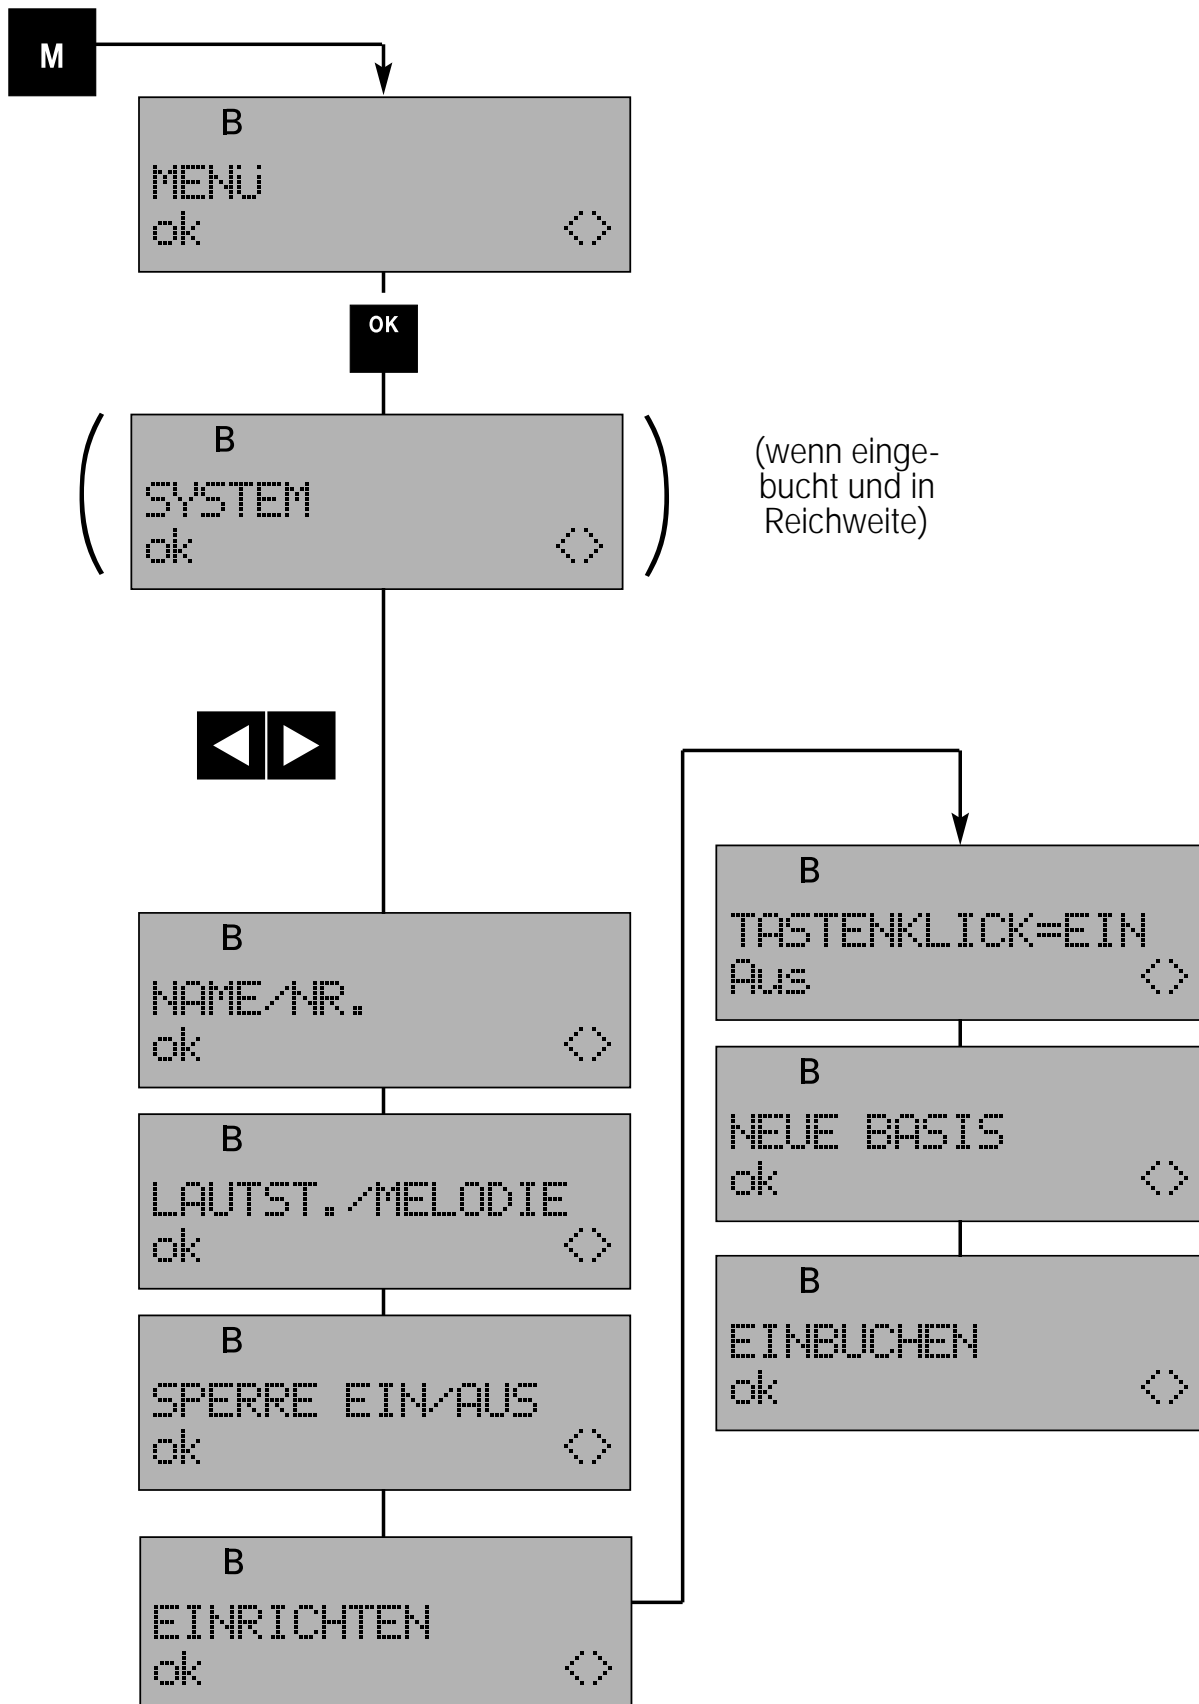 M
B
MENÜ
ok <>
OK
B
SYSTEM
ok <>
(wenn einge-
bucht und in
Reichweite)
B
NAME/NR.
ok <>
B
LAUTST./MELODIE
ok <>
B
SPERRE EIN/AUS
ok <>
B
EINRICHTEN
ok <>
B
TASTENKLICK=EIN
Aus <>
B
NEUE BASIS
ok <>
B
EINBUCHEN
ok <>